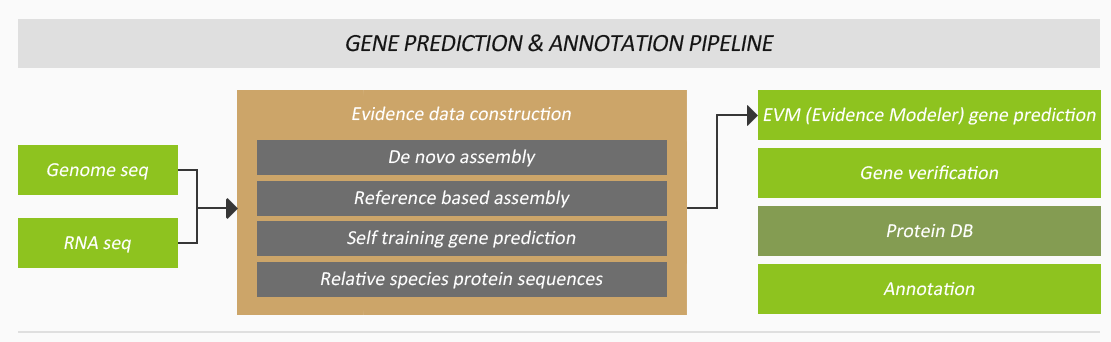 GENE PREDICTION & ANNOTATION PIPELINE
Genome seq
RNA seq
Evidence data construction
De novo assembly
Reference based assembly
Self training gene prediction
Relative species protein sequences
EVM (Evidence Modeler) gene prediction
Gene verification
Protein DB
Annotation